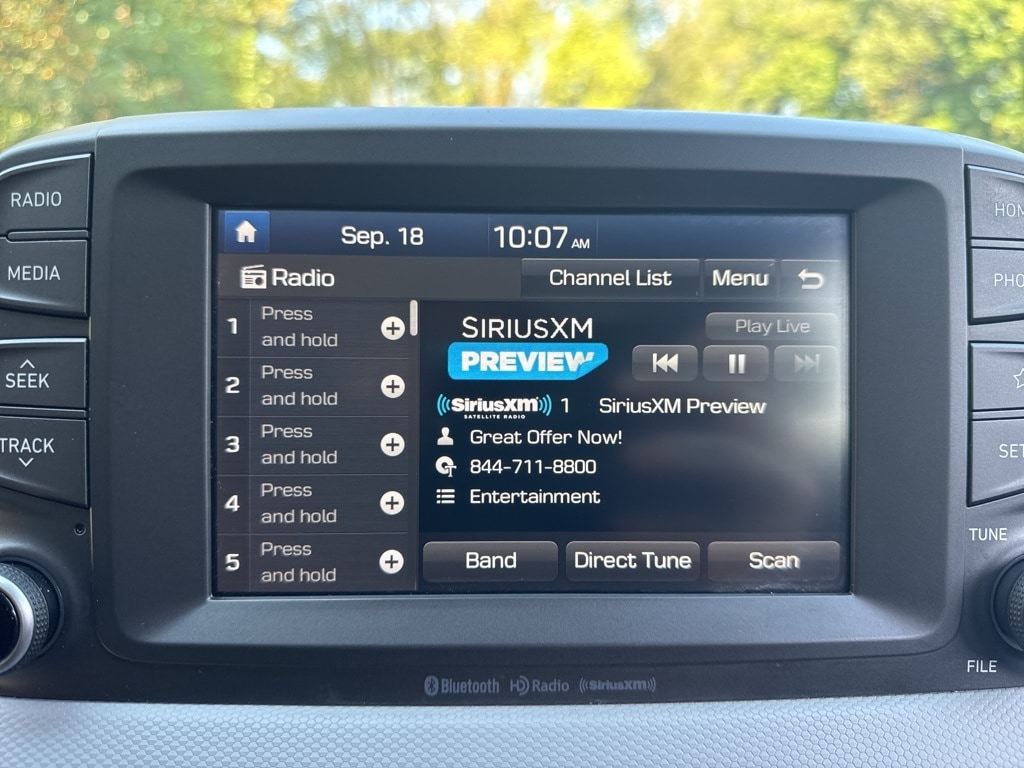 RADIO
MEDIA
SEEK
TRACK
Sep. 18 10:07 AM
Radio
Channel List Menu
1 Press and hold
2 Press and hold
3 Press and hold
4 Press and hold
5 Press and hold
SIRIUSXM
PREVIEW
Play Live
SiriusXM 1 SiriusXM Preview
SATELLITE RADIO
Great Offer Now!
844-711-8800
Entertainment
Band Direct Tune Scan
TUNE
FILE
Bluetooth HD Radio SiriusXM